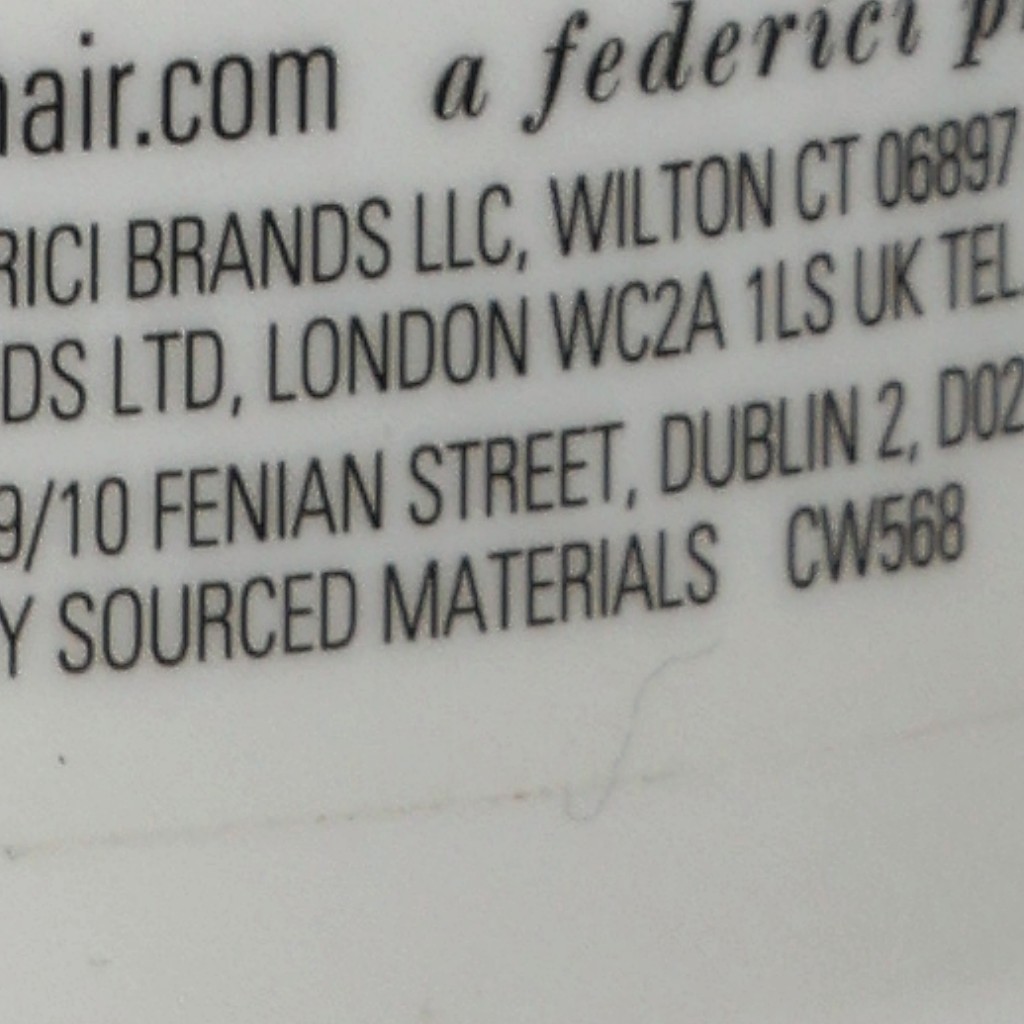 hair.com a federici p
RICI BRANDS LLC, WILTON CT 06897
DS LTD, LONDON WC2A 1LS UK TEL.
9/10 FENIAN STREET, DUBLIN 2, D02
Y SOURCED MATERIALS CW568